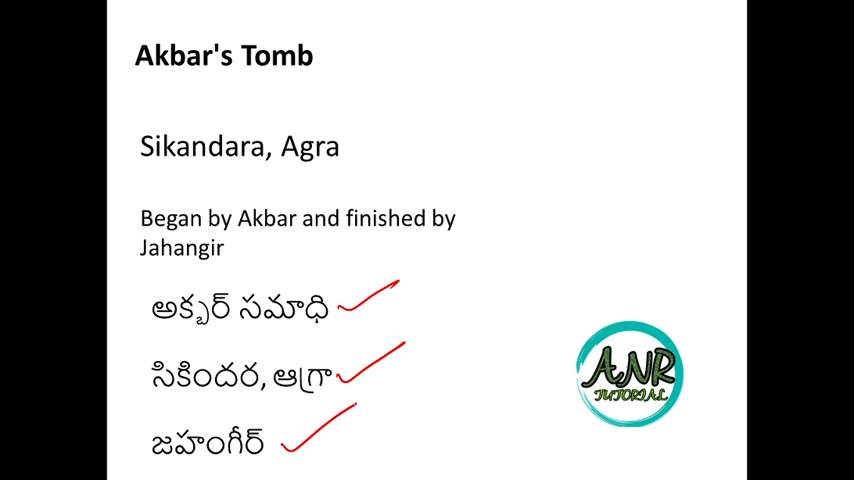 Akbar's Tomb
Sikandara, Agra
Began by Akbar and finished by
Jahangir
అక్బర్ సమాధి
సికిందర, ఆగ్రా
జహంగీర్
ANR
TUTORIAL